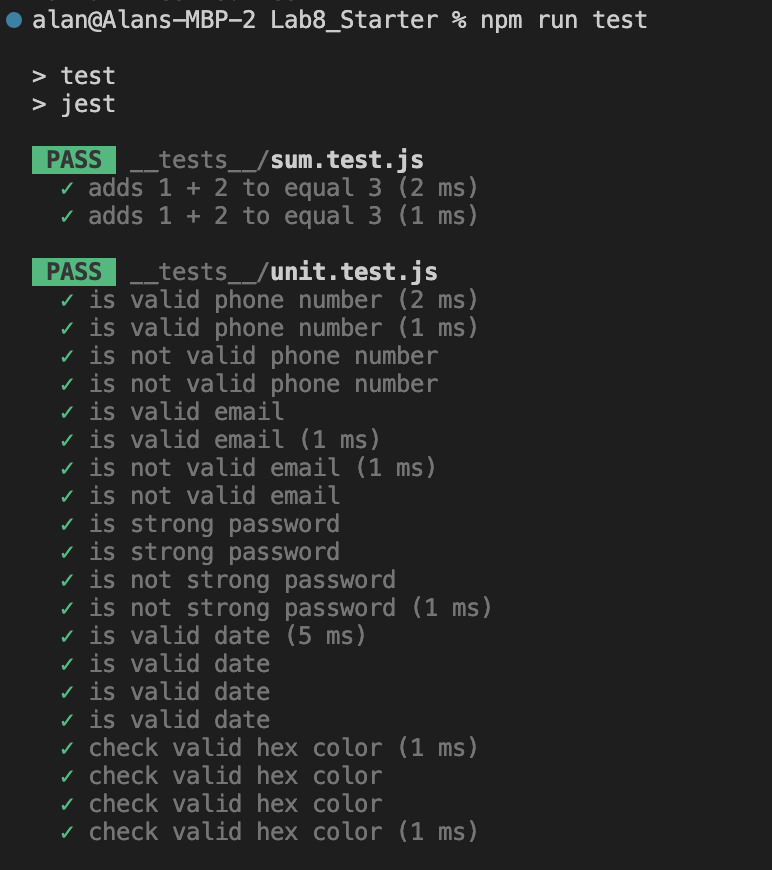 alan@Alans-MBP-2 Lab8_Starter % npm run test
> test
> jest
PASS __tests__/sum.test.js
✓ adds 1 + 2 to equal 3 (2 ms)
✓ adds 1 + 2 to equal 3 (1 ms)
PASS __tests__/unit.test.js
✓ is valid phone number (2 ms)
✓ is valid phone number (1 ms)
✓ is not valid phone number
✓ is not valid phone number
✓ is valid email
✓ is valid email (1 ms)
✓ is not valid email (1 ms)
✓ is not valid email
✓ is strong password
✓ is strong password
✓ is not strong password
✓ is not strong password (1 ms)
✓ is valid date (5 ms)
✓ is valid date
✓ is valid date
✓ is valid date
✓ check valid hex color (1 ms)
✓ check valid hex color
✓ check valid hex color
✓ check valid hex color (1 ms)